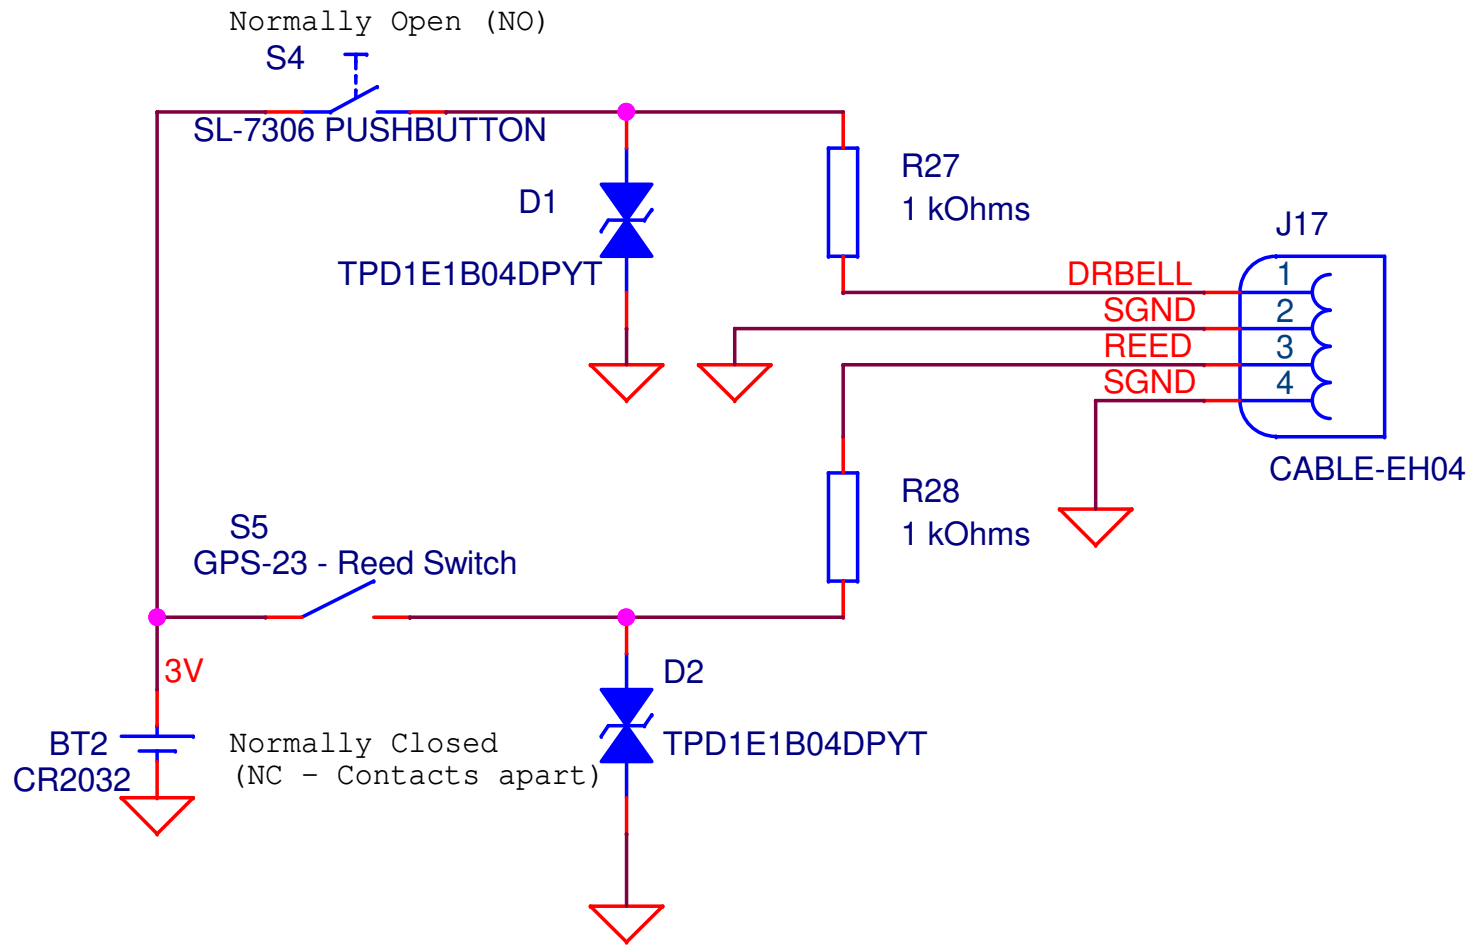 Normally Open (NO)
S4
SL-7306 PUSHBUTTON
D1
TPD1E1B04DPYT
R27
1 kOhms
J17
DRBELL
1
SGND
2
REED
3
SGND
4
CABLE-EH04
R28
1 kOhms
S5
GPS-23 - Reed Switch
3V
D2
TPD1E1B04DPYT
BT2
CR2032
Normally Closed
(NC - Contacts apart)